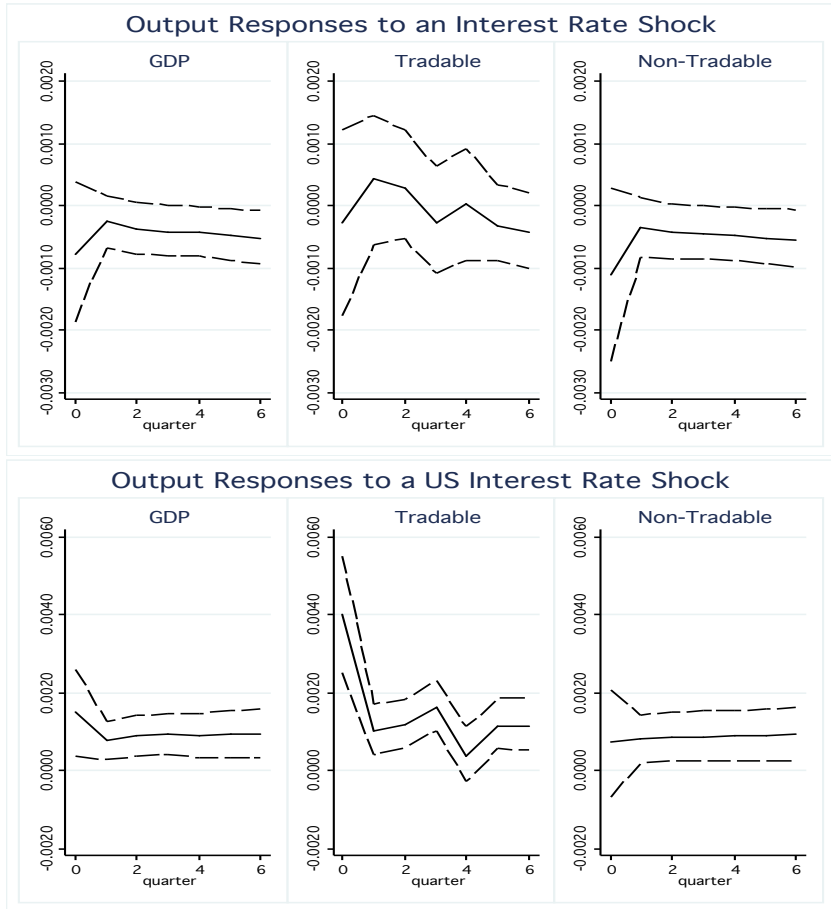 Output Responses to an Interest Rate Shock
GDP Tradable Non-Tradable
0.0020 0.0020 0.0020
0.0010 0.0010 0.0010
0.0000 0.0000 0.0000
-0.0010 -0.0010 -0.0010
-0.0020 -0.0020 -0.0020
-0.0030 -0.0030 -0.0030
0 2 4 6 0 2 4 6 0 2 4 6
quarter quarter quarter
Output Responses to a US Interest Rate Shock
GDP Tradable Non-Tradable
0.0060 0.0060 0.0060
0.0040 0.0040 0.0040
0.0020 0.0020 0.0020
0.0000 0.0000 0.0000
-0.0020 -0.0020 -0.0020
0 2 4 6 0 2 4 6 0 2 4 6
quarter quarter quarter